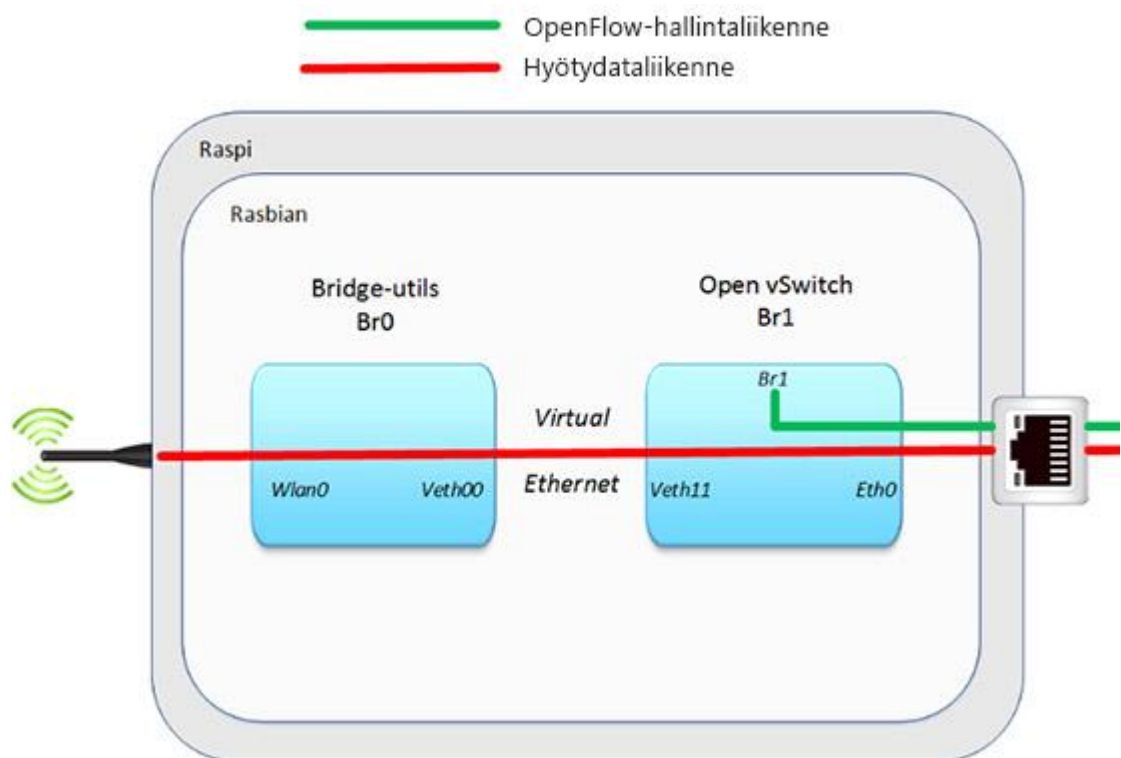 OpenFlow-hallintaliikenne
Hyötydataliikenne
Raspi
Rasbian
Bridge-utils
Br0
Open vSwitch
Br1
Br1
Virtual
Ethernet
Wlan0
Veth00
Veth11
Eth0